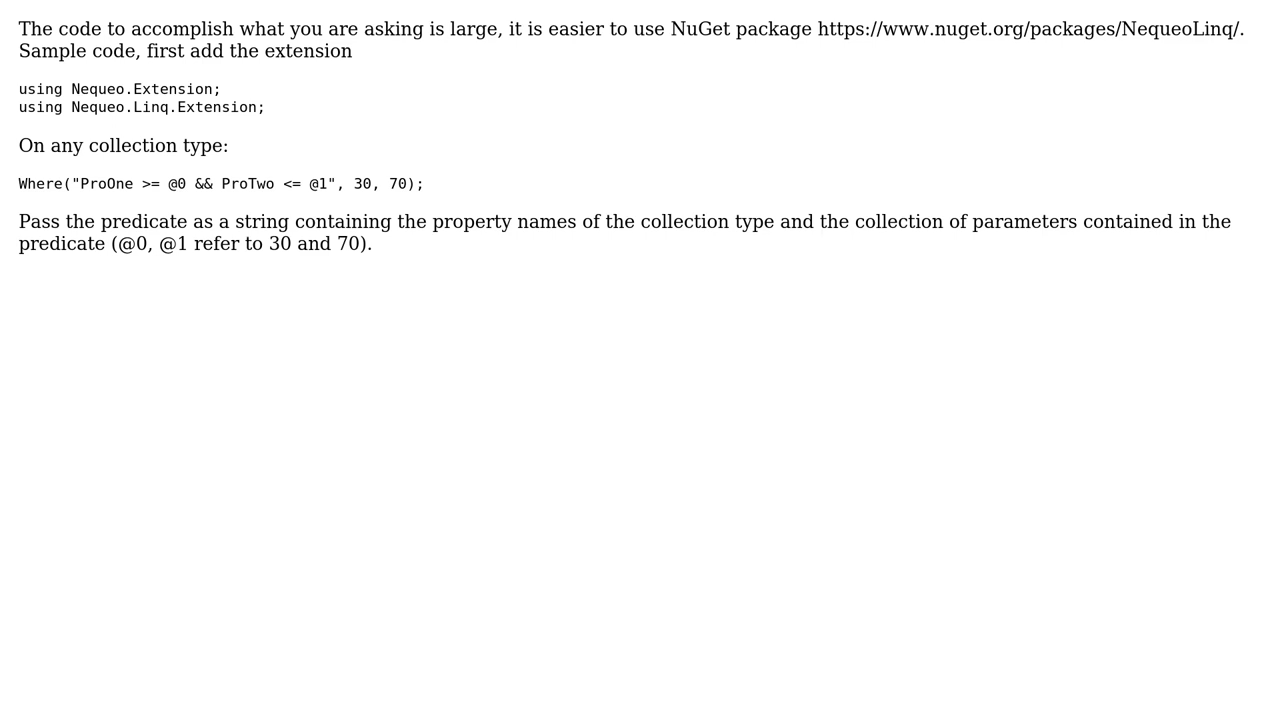 The code to accomplish what you are asking is large, it is easier to use NuGet package https://www.nuget.org/packages/NequeoLinq/.
Sample code, first add the extension
using Nequeo.Extension;
using Nequeo.Linq.Extension;
On any collection type:
Where("ProOne >= @0 && ProTwo <= @1", 30, 70);
Pass the predicate as a string containing the property names of the collection type and the collection of parameters contained in the
predicate (@0, @1 refer to 30 and 70).